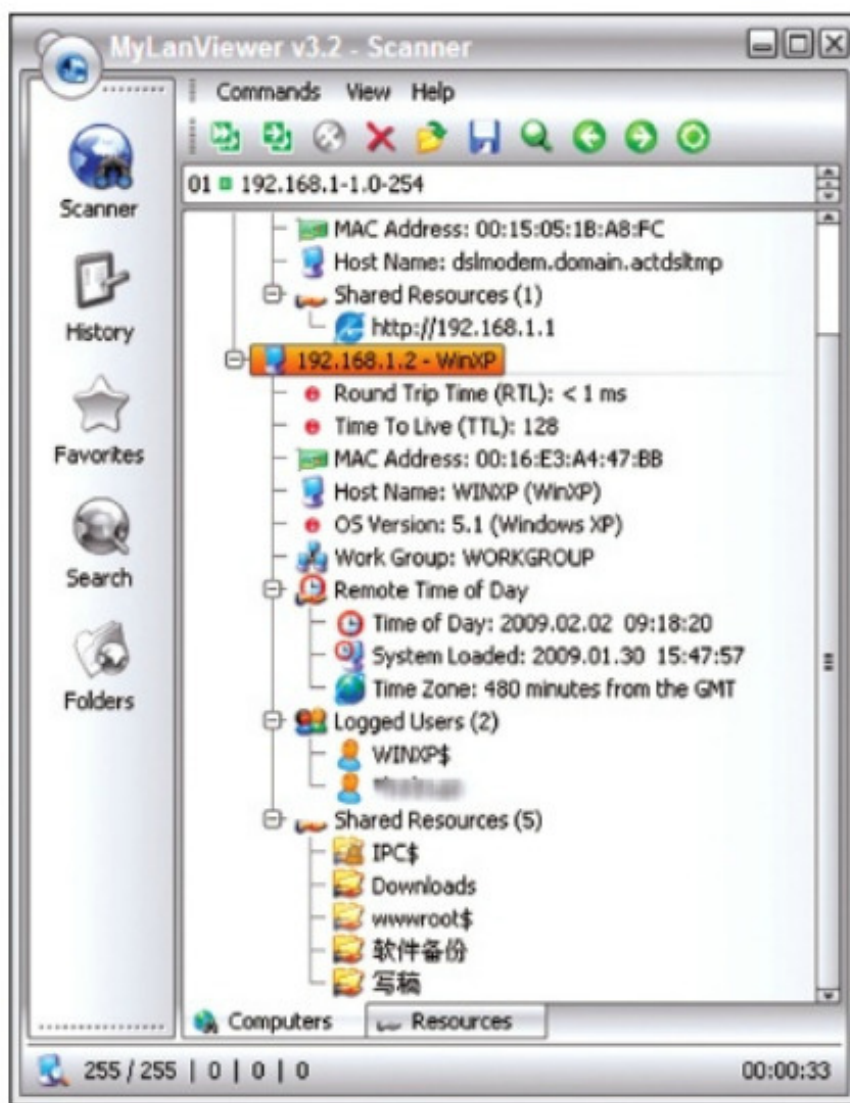 MyLanViewer v3.2 - Scanner
Commands View Help
01 192.168.1-1.0-254
Scanner
History
Favorites
Search
Folders
MAC Address: 00:15:05:1B:A8:FC
Host Name: dslmodem.domain.actdsltmp
Shared Resources (1)
http://192.168.1.1
192.168.1.2 - WinXP
Round Trip Time (RTL): < 1 ms
Time To Live (TTL): 128
MAC Address: 00:16:E3:A4:47:BB
Host Name: WINXP (WinXP)
OS Version: 5.1 (Windows XP)
Work Group: WORKGROUP
Remote Time of Day
Time of Day: 2009.02.02 09:18:20
System Loaded: 2009.01.30 15:47:57
Time Zone: 480 minutes from the GMT
Logged Users (2)
WINXP$
Shared Resources (5)
IPC$
Downloads
wwwroot$
软件备份
写稿
Computers Resources
255 / 255 | 0 | 0 | 0 00:00:33